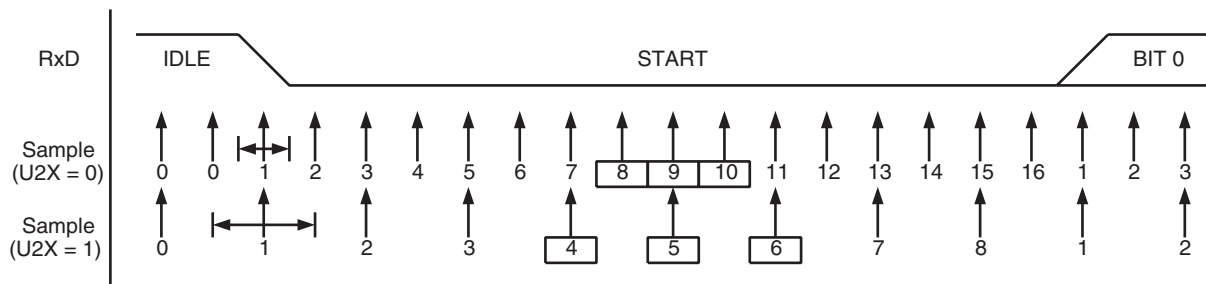 RxD IDLE START BIT 0
Sample
(U2X = 0) 0 0 1 2 3 4 5 6 7 8 9 10 11 12 13 14 15 16 1 2 3
Sample
(U2X = 1) 0 1 2 3 4 5 6 7 8 1 2